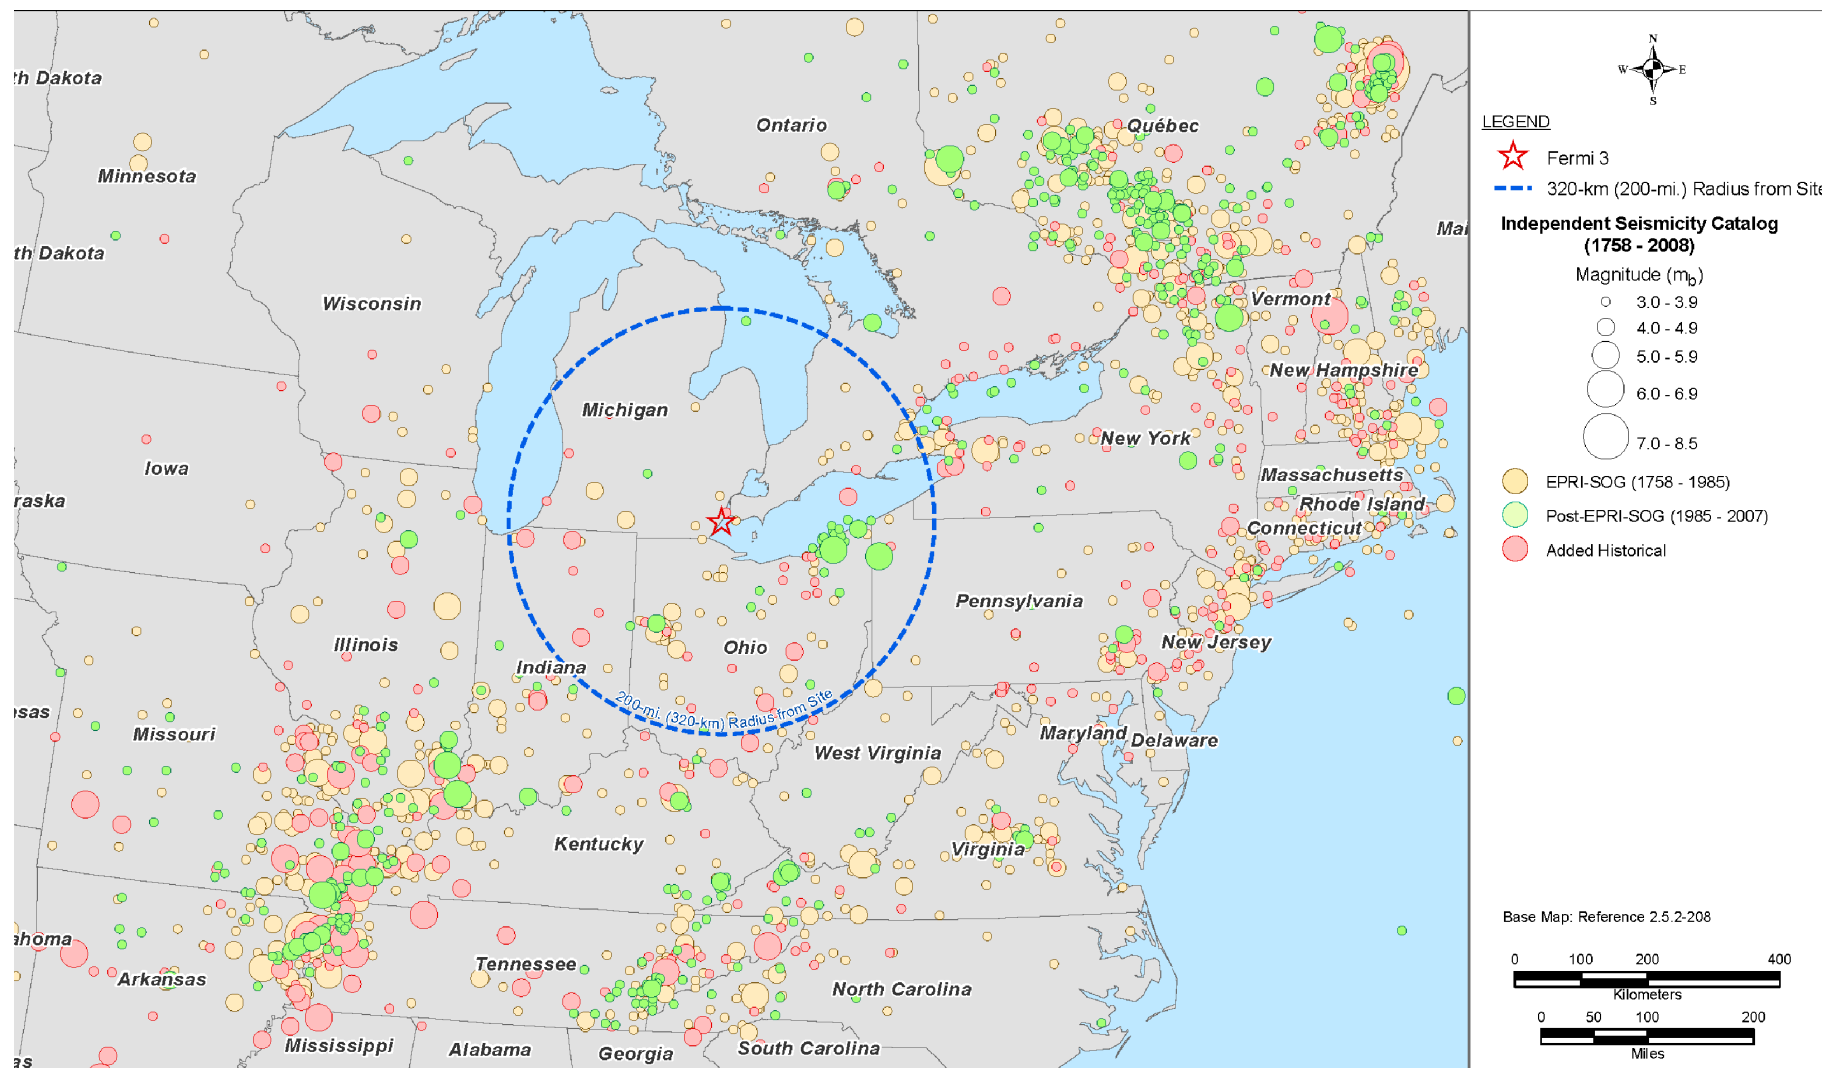 th Dakota
Ontario
Québec
Minnesota
th Dakota
Mai
Wisconsin
Vermont
New Hampshire
Michigan
New York
Iowa
Massachusetts
raska
Rhode Island
Connecticut
Pennsylvania
Illinois
Ohio
New Jersey
Indiana
200-mi. (320-km) Radius from Site
sas
Missouri
Maryland
Delaware
West Virginia
Kentucky
Virginia
ahoma
Tennessee
Arkansas
North Carolina
Mississippi
Alabama
Georgia
South Carolina
as
N
W E
S
LEGEND
Fermi 3
320-km (200-mi.) Radius from Site
Independent Seismicity Catalog
(1758 - 2008)
Magnitude (mb)
3.0 - 3.9
4.0 - 4.9
5.0 - 5.9
6.0 - 6.9
7.0 - 8.5
EPRI-SOG (1758 - 1985)
Post-EPRI-SOG (1985 - 2007)
Added Historical
Base Map: Reference 2.5.2-208
0 100 200 400
Kilometers
0 50 100 200
Miles